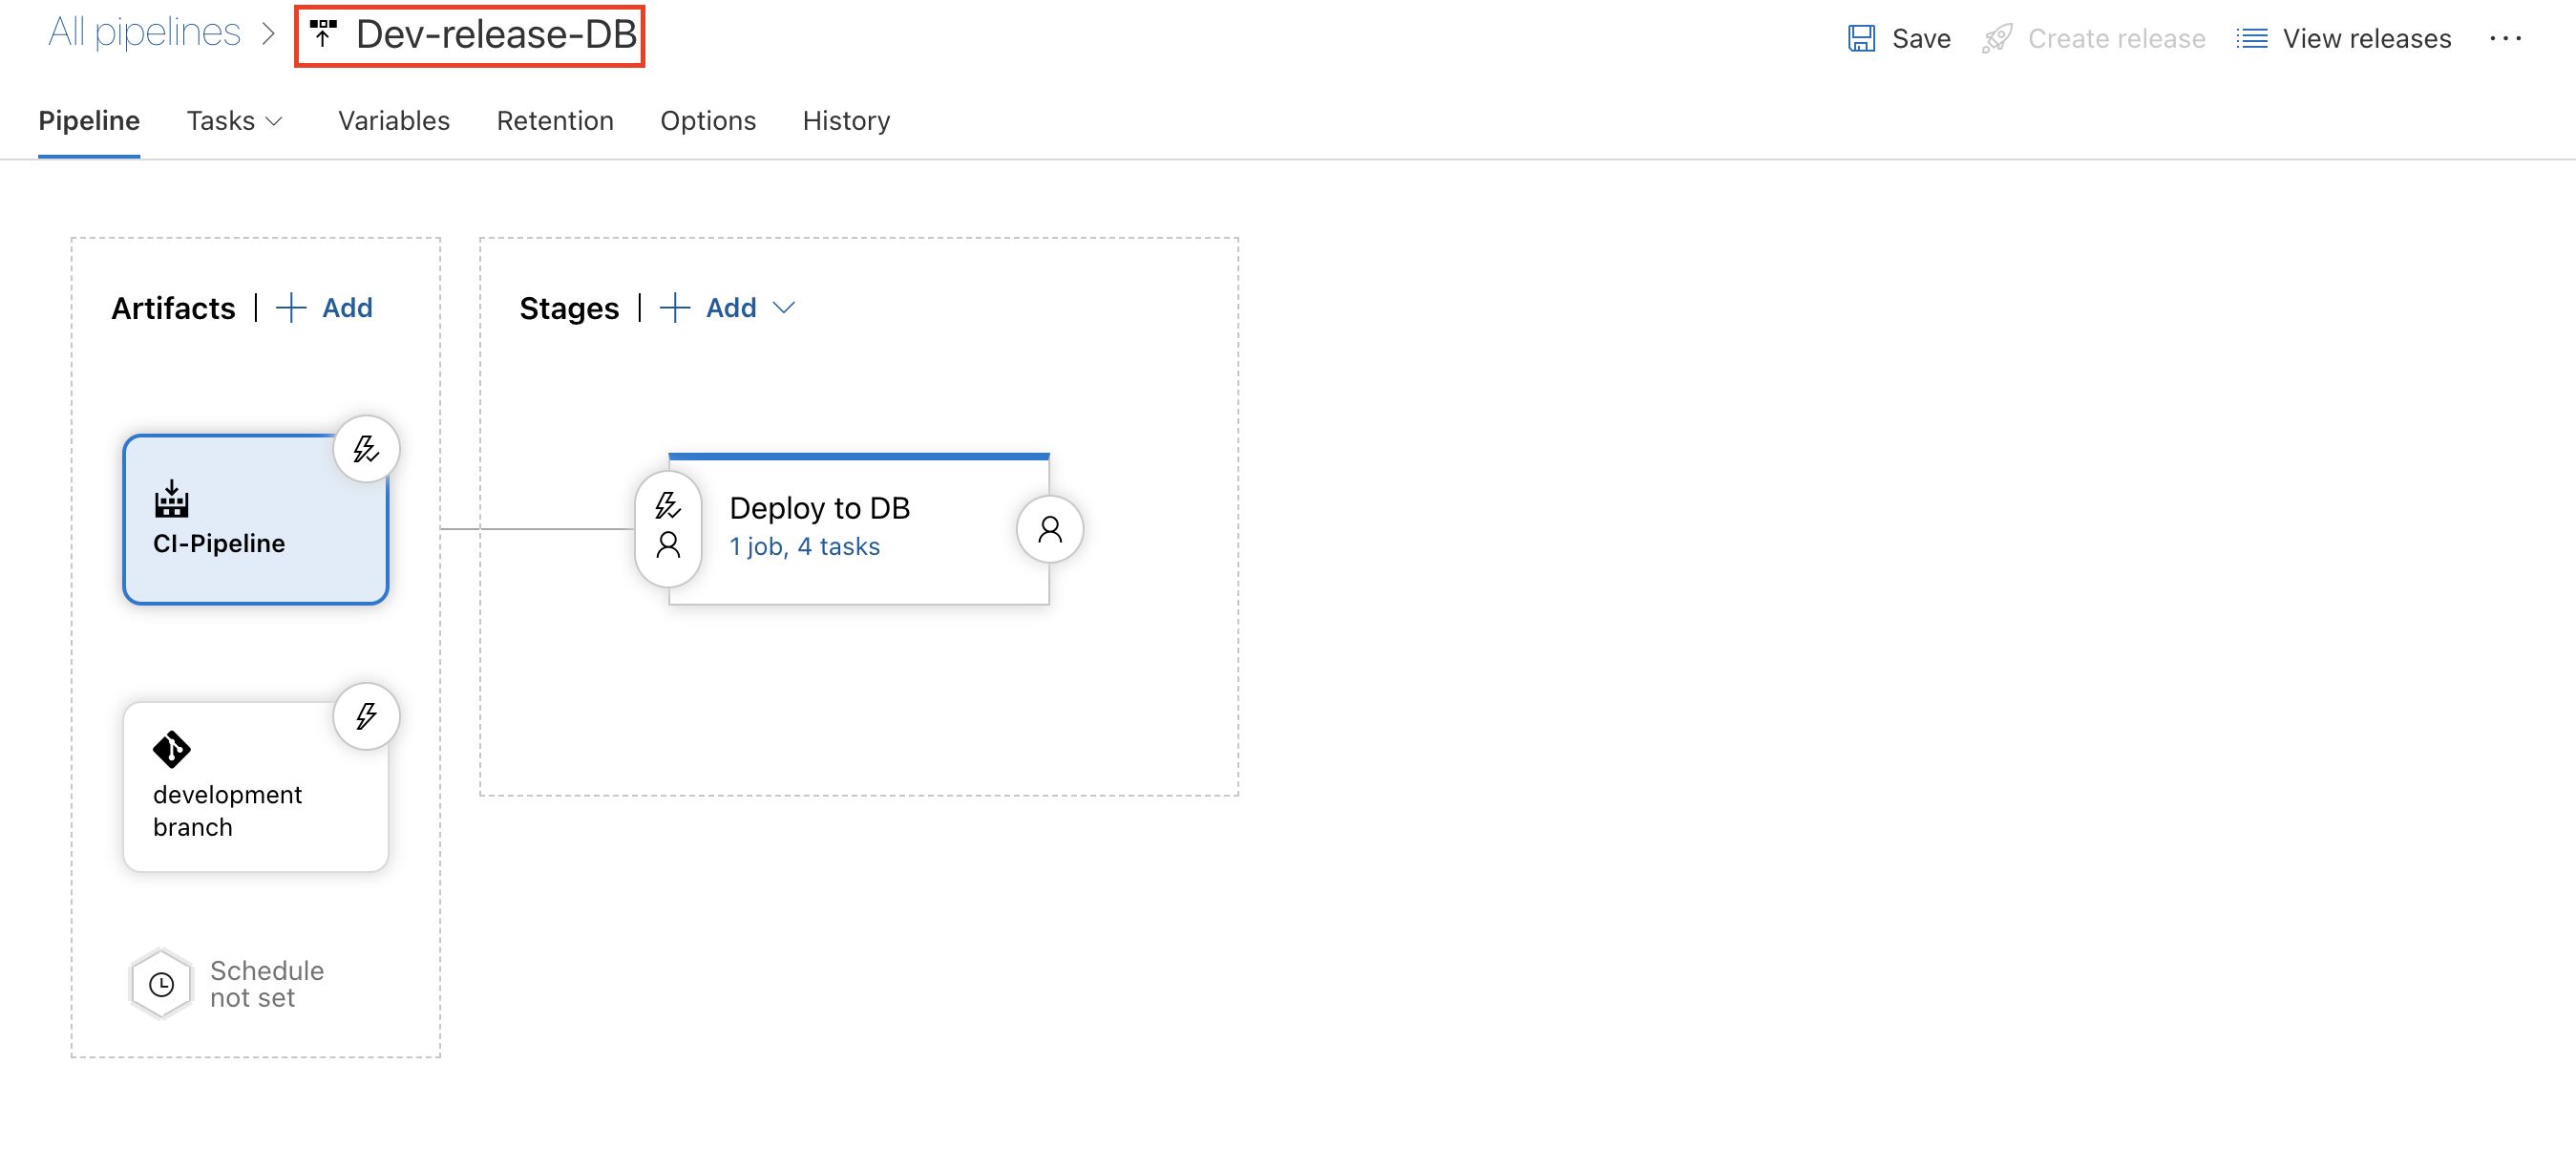 All pipelines
Dev-release-DB
Save
Create release
View releases
Pipeline
Tasks
Variables
Retention
Options
History
Artifacts
Add
Stages
Add
CI-Pipeline
Deploy to DB
1 job, 4 tasks
development
branch
Schedule
not set